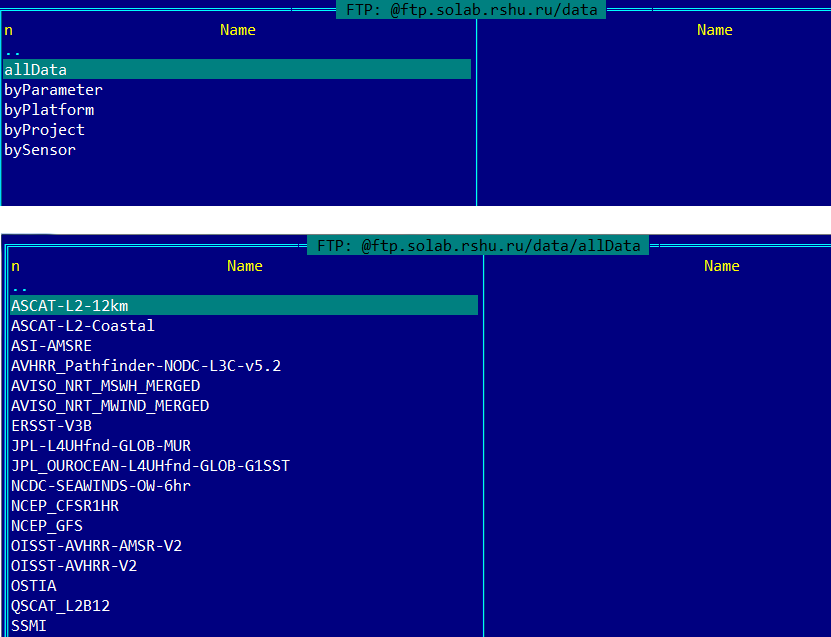 FTP: @ftp.solab.rshu.ru/data
n Name Name
..
allData
byParameter
byPlatform
byProject
bySensor
FTP: @ftp.solab.rshu.ru/data/allData
n Name Name
..
ASCAT-L2-12km
ASCAT-L2-Coastal
ASI-AMSRE
AVHRR_Pathfinder-NODC-L3C-v5.2
AVISO_NRT_MSWH_MERGED
AVISO_NRT_MWIND_MERGED
ERSST-V3B
JPL-L4UHfnd-GLOB-MUR
JPL_OUROCEAN-L4UHfnd-GLOB-G1SST
NCDC-SEAWINDS-OW-6hr
NCEP_CFSR1HR
NCEP_GFS
OISST-AVHRR-AMSR-V2
OISST-AVHRR-V2
OSTIA
QSCAT_L2B12
SSMI